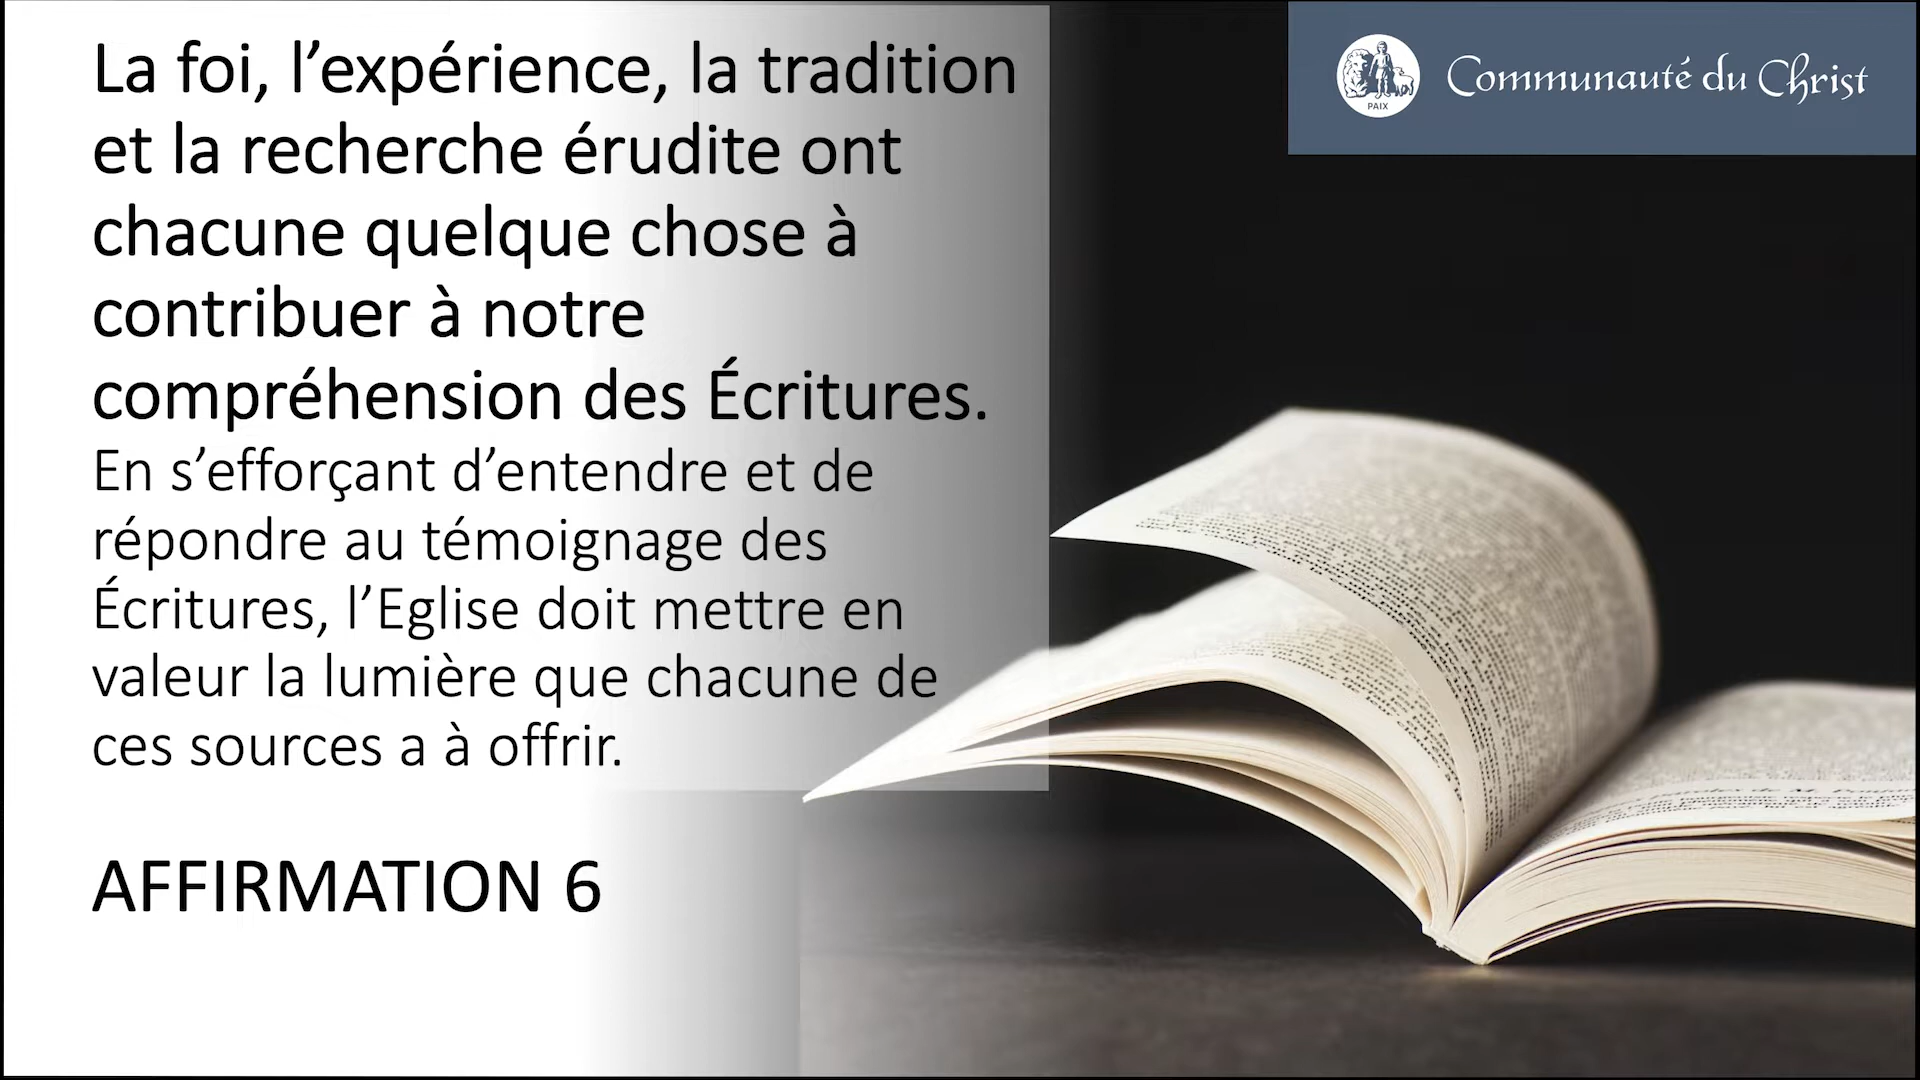 La foi, l’expérience, la tradition
et la recherche érudite ont
chacune quelque chose à
contribuer à notre
compréhension des Écritures.
En s’efforçant d’entendre et de
répondre au témoignage des
Écritures, l’Eglise doit mettre en
valeur la lumière que chacune de
ces sources a à offrir.
AFFIRMATION 6
PAIX
Communauté du Christ